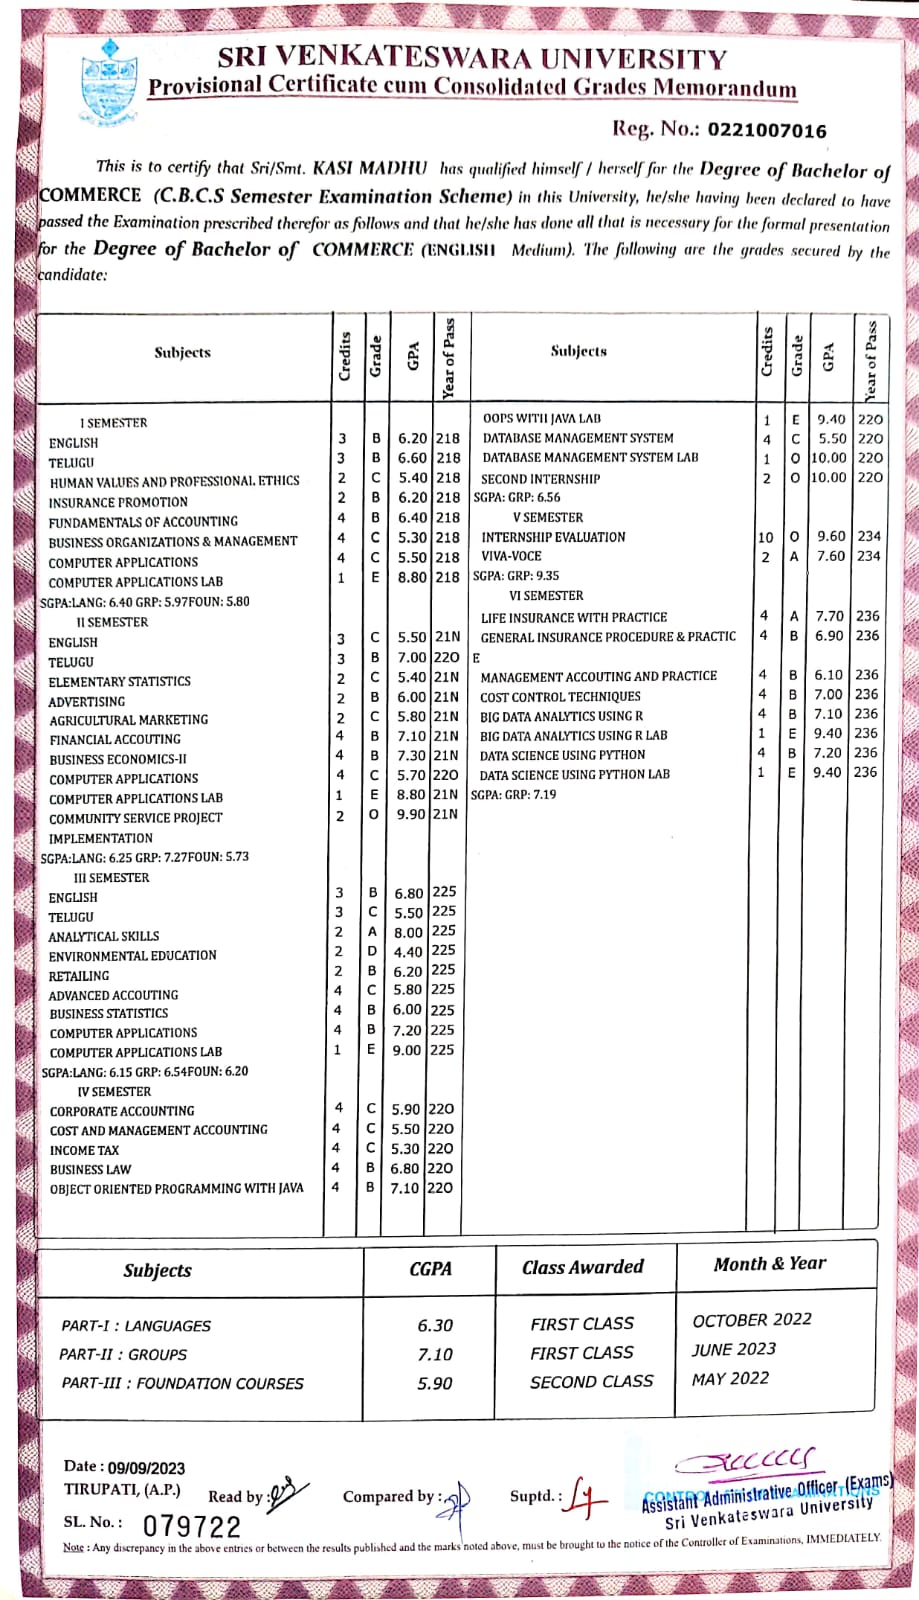 SRI VENKATESWARA UNIVERSITY
Provisional Certificate cum Consolidated Grades Memorandum
Reg. No.: 0221007016
This is to certify that Sri/Smt. KASI MADHU has qualified himself / herself for the Degree of Bachelor of
COMMERCE (C.B.C.S Semester Examination Scheme) in this University, he/she having been declared to have
passed the Examination prescribed therefor as follows and that he/she has done all that is necessary for the formal presentation
for the Degree of Bachelor of COMMERCE (ENGLISH Medium). The following are the grades secured by the
candidate:
Subjects Credits Grade GPA Year of Pass
I SEMESTER
ENGLISH 3 B 6.20 218
TELUGU 3 B 6.60 218
HUMAN VALUES AND PROFESSIONAL ETHICS 2 C 5.40 218
INSURANCE PROMOTION 2 B 6.20 218
FUNDAMENTALS OF ACCOUNTING 4 B 6.40 218
BUSINESS ORGANIZATIONS & MANAGEMENT 4 C 5.30 218
COMPUTER APPLICATIONS 4 C 5.50 218
COMPUTER APPLICATIONS LAB 1 E 8.80 218
SGPA:LANG: 6.40 GRP: 5.97FOUN: 5.80
II SEMESTER
ENGLISH 3 C 5.50 21N
TELUGU 3 B 7.00 220
ELEMENTARY STATISTICS 2 C 5.40 21N
ADVERTISING 2 B 6.00 21N
AGRICULTURAL MARKETING 2 C 5.80 21N
FINANCIAL ACCOUTING 4 B 7.10 21N
BUSINESS ECONOMICS-II 4 B 7.30 21N
COMPUTER APPLICATIONS 4 C 5.70 220
COMPUTER APPLICATIONS LAB 1 E 8.80 21N
COMMUNITY SERVICE PROJECT 2 O 9.90 21N
IMPLEMENTATION
SGPA:LANG: 6.25 GRP: 7.27FOUN: 5.73
III SEMESTER
ENGLISH 3 B 6.80 225
TELUGU 3 C 5.50 225
ANALYTICAL SKILLS 2 A 8.00 225
ENVIRONMENTAL EDUCATION 2 D 4.40 225
RETAILING 2 B 6.20 225
ADVANCED ACCOUTING 4 C 5.80 225
BUSINESS STATISTICS 4 B 6.00 225
COMPUTER APPLICATIONS 4 B 7.20 225
COMPUTER APPLICATIONS LAB 1 E 9.00 225
SGPA:LANG: 6.15 GRP: 6.54FOUN: 6.20
IV SEMESTER
CORPORATE ACCOUNTING 4 C 5.90 220
COST AND MANAGEMENT ACCOUNTING 4 C 5.50 220
INCOME TAX 4 C 5.30 220
BUSINESS LAW 4 B 6.80 220
OBJECT ORIENTED PROGRAMMING WITH JAVA 4 B 7.10 220
Subjects Credits Grade GPA Year of Pass
OOPS WITH JAVA LAB 1 E 9.40 220
DATABASE MANAGEMENT SYSTEM 4 C 5.50 220
DATABASE MANAGEMENT SYSTEM LAB 1 O 10.00 220
SECOND INTERNSHIP 2 O 10.00 220
SGPA: GRP: 6.56
V SEMESTER
INTERNSHIP EVALUATION 10 O 9.60 234
VIVA-VOCE 2 A 7.60 234
SGPA: GRP: 9.35
VI SEMESTER
LIFE INSURANCE WITH PRACTICE 4 A 7.70 236
GENERAL INSURANCE PROCEDURE & PRACTIC 4 B 6.90 236
E
MANAGEMENT ACCOUTING AND PRACTICE 4 B 6.10 236
COST CONTROL TECHNIQUES 4 B 7.00 236
BIG DATA ANALYTICS USING R 4 B 7.10 236
BIG DATA ANALYTICS USING R LAB 1 E 9.40 236
DATA SCIENCE USING PYTHON 4 B 7.20 236
DATA SCIENCE USING PYTHON LAB 1 E 9.40 236
SGPA: GRP: 7.19
Subjects CGPA Class Awarded Month & Year
PART-I : LANGUAGES 6.30 FIRST CLASS OCTOBER 2022
PART-II : GROUPS 7.10 FIRST CLASS JUNE 2023
PART-III : FOUNDATION COURSES 5.90 SECOND CLASS MAY 2022
Date : 09/09/2023
TIRUPATI, (A.P.) Read by : Compared by : Suptd. :
Assistant Administrative Officer (Exams)
Sri Venkateswara University
SL. No. : 079722
Note : Any discrepancy in the above entries or between the results published and the marks noted above, must be brought to the notice of the Controller of Examinations, IMMEDIATELY.